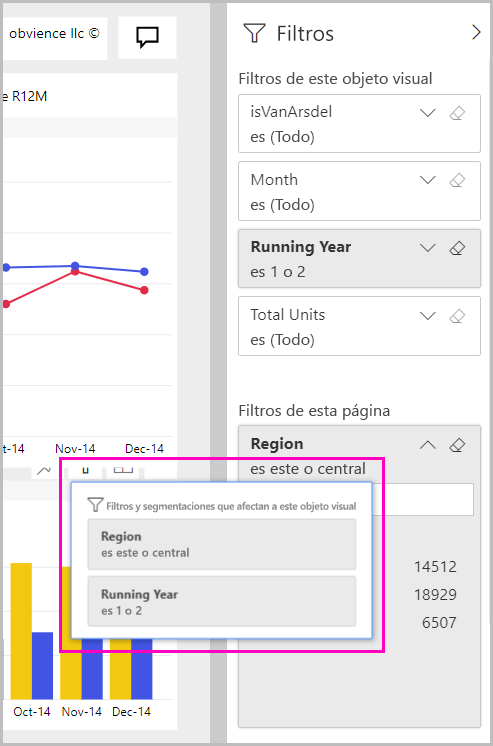 obvience llc ©
e R12M
t-14 Nov-14 Dec-14
Oct-14 Nov-14 Dec-14
Filtros
Filtros de este objeto visual
isVanArsdel
es (Todo)
Month
es (Todo)
Running Year
es 1 o 2
Total Units
es (Todo)
Filtros de esta página
Region
es este o central
14512
18929
6507
Filtros y segmentaciones que afectan a este objeto visual
Region
es este o central
Running Year
es 1 o 2